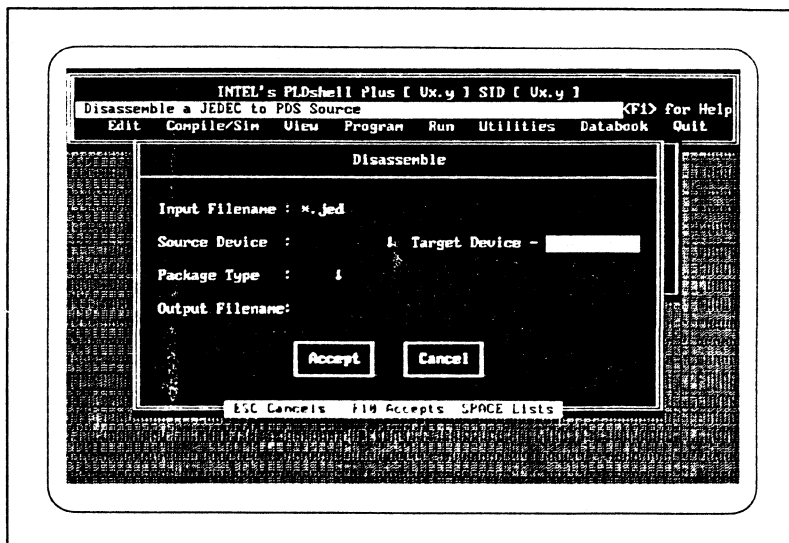 INTEL's PLDshell Plus [ Vx.y ] SID [ Vx.y ]
Disassemble a JEDEC to PDS Source <F1> for Help
Edit Compile/Sim View Program Run Utilities Databook Quit
Disassemble
Input Filename : *.jed
Source Device : ↓ Target Device -
Package Type : ↓
Output Filename:
Accept Cancel
ESC Cancels F10 Accepts SPACE Lists